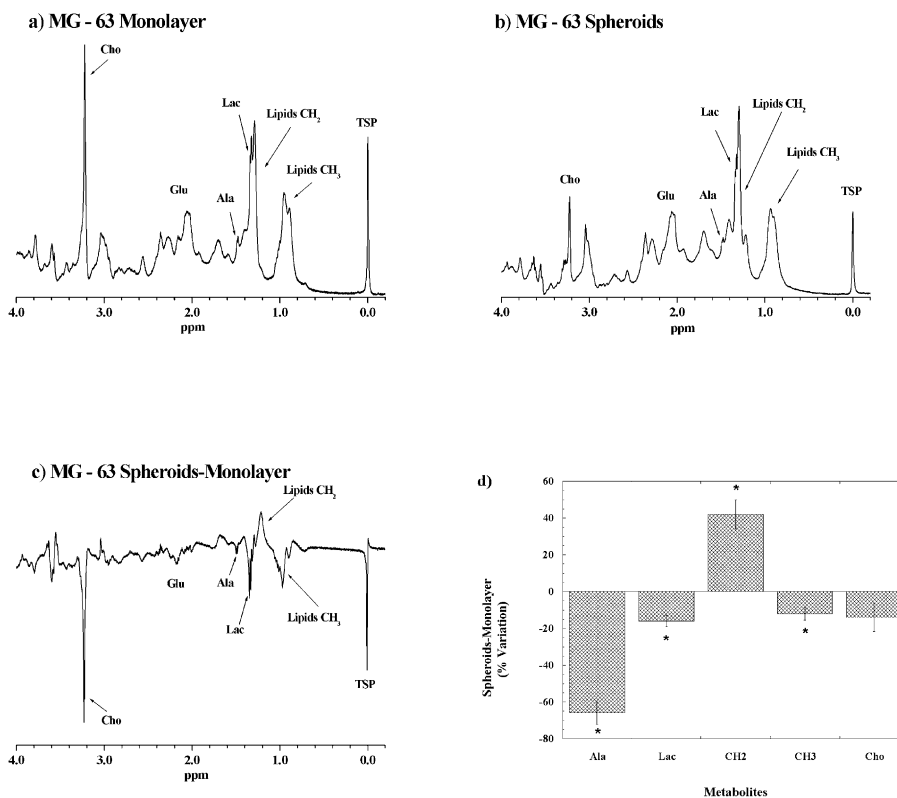 a) MG - 63 Monolayer
Cho
Lac
Lipids CH2
TSP
Glu
Ala
Lipids CH3
4.0 3.0 2.0 1.0 0.0
ppm
b) MG - 63 Spheroids
Lac
Lipids CH2
Lipids CH3
Cho
Glu
Ala
TSP
4.0 3.0 2.0 1.0 0.0
ppm
c) MG - 63 Spheroids-Monolayer
Lipids CH2
Glu
Ala
Lac
Lipids CH3
TSP
Cho
4.0 3.0 2.0 1.0 0.0
ppm
d)
Spheroids-Monolayer
(% Variation)
60
40
20
0
-20
-40
-60
-80
*
*
*
*
Ala Lac CH2 CH3 Cho
Metabolites